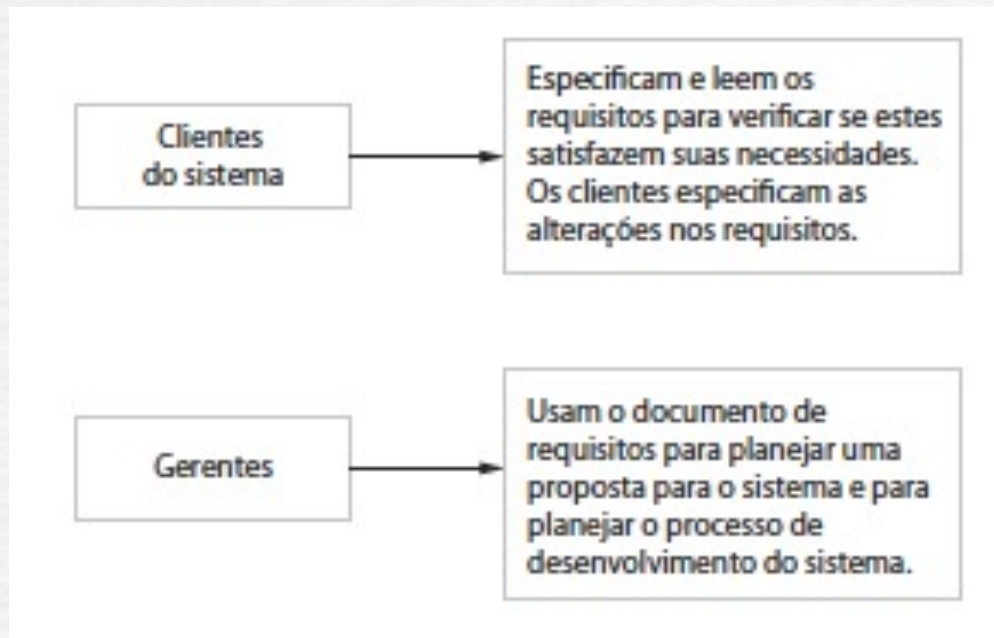 Clientes
do sistema
Especificam e leem os
requisitos para verificar se estes
satisfazem suas necessidades.
Os clientes especificam as
alterações nos requisitos.
Gerentes
Usam o documento de
requisitos para planejar uma
proposta para o sistema e para
planejar o processo de
desenvolvimento do sistema.